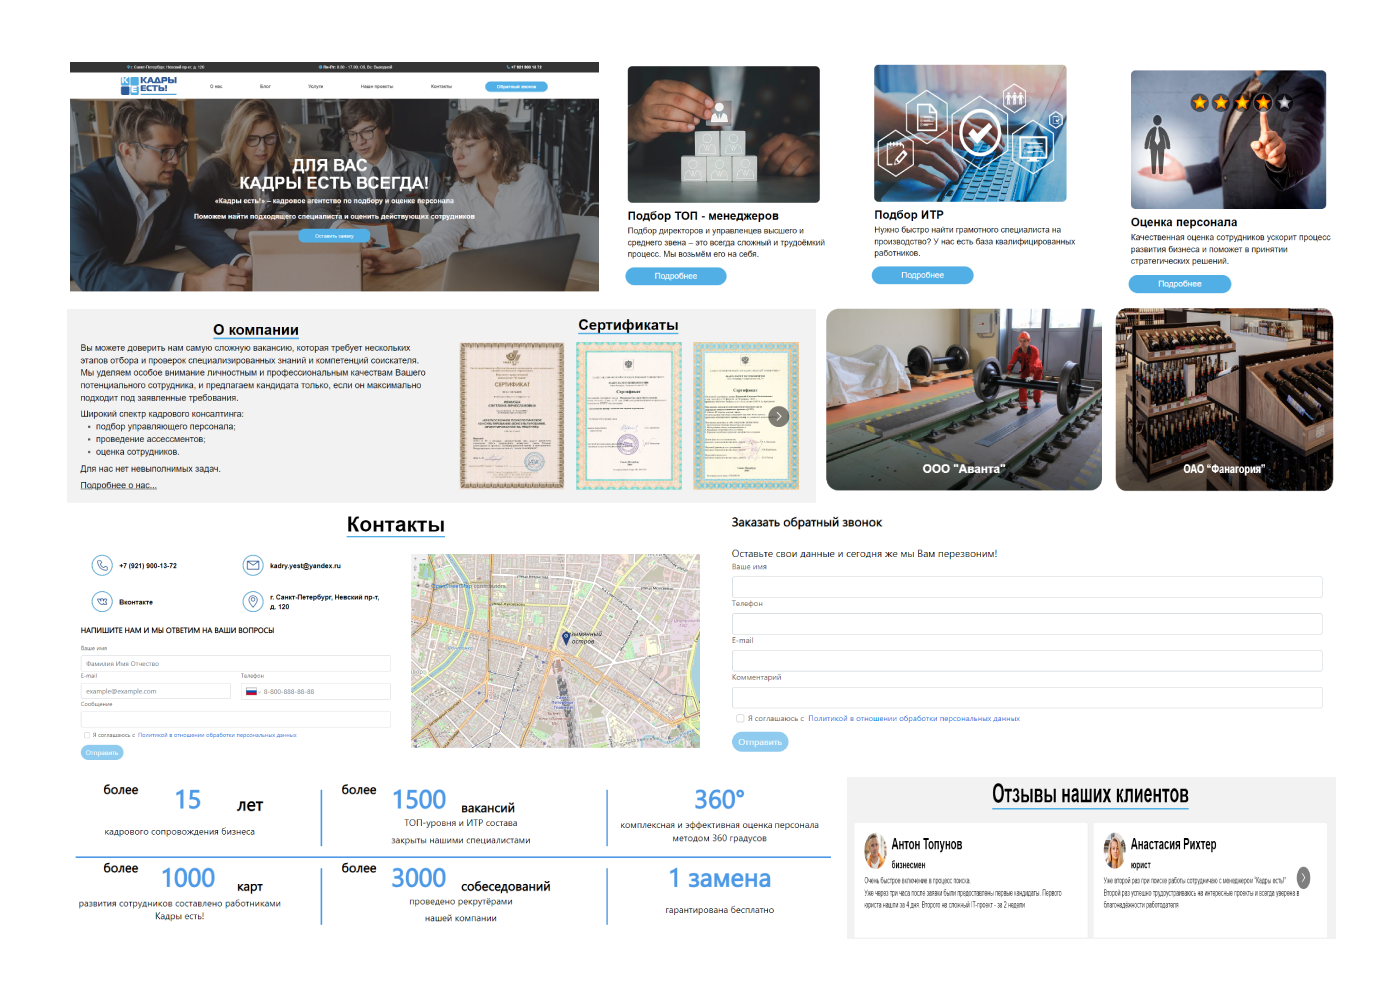 г. Санкт-Петербург, Невский пр-кт, д. 120
Пн-Пт: 9.00 - 17.00; Сб, Вс: Выходной
+7 921 900 13 72
КАДРЫ
ЕСТЬ!
О нас
Блог
Услуги
Наши проекты
Контакты
Обратный звонок
ДЛЯ ВАС
КАДРЫ ЕСТЬ ВСЕГДА!
«Кадры есть!» – кадровое агентство по подбору и оценке персонала
Поможем найти подходящего специалиста и оценить действующих сотрудников
Оставить заявку
Подбор ТОП - менеджеров
Подбор директоров и управленцев высшего и
среднего звена – это всегда сложный и трудоёмкий
процесс. Мы возьмём его на себя.
Подробнее
Подбор ИТР
Нужно быстро найти грамотного специалиста на
производство? У нас есть база квалифицированных
работников.
Подробнее
Оценка персонала
Качественная оценка сотрудников ускорит процесс
развития бизнеса и поможет в принятии
стратегических решений.
Подробнее
О компании
Вы можете доверить нам самую сложную вакансию, которая требует нескольких
этапов отбора и проверок специализированных знаний и компетенций соискателя.
Мы уделяем особое внимание личностным и профессиональным качествам Вашего
потенциального сотрудника, и предлагаем кандидата только, если он максимально
подходит под заявленные требования.
Широкий спектр кадрового консалтинга:
• подбор управляющего персонала;
• проведение ассессментов;
• оценка сотрудников.
Для нас нет невыполнимых задач.
Подробнее о нас...
Сертификаты
СЕРТИФИКАТ
Сертификат
Сертификат
ООО "Аванта"
ОАО "Фанагория"
Контакты
+7 (921) 900-13-72
kadry.yest@yandex.ru
Вконтакте
г. Санкт-Петербург, Невский пр-т,
д. 120
НАПИШИТЕ НАМ И МЫ ОТВЕТИМ НА ВАШИ ВОПРОСЫ
Ваше имя
Фамилия Имя Отчество
E-mail
Телефон
example@example.com
8-800-888-88-88
Сообщение
Я соглашаюсь с Политикой в отношении обработки персональных данных
Отправить
остров
Заказать обратный звонок
Оставьте свои данные и сегодня же мы Вам перезвоним!
Ваше имя
Телефон
E-mail
Комментарий
Я соглашаюсь с Политикой в отношении обработки персональных данных
Отправить
более 15 лет
кадрового сопровождения бизнеса
более 1500 вакансий
ТОП-уровня и ИТР состава
закрыты нашими специалистами
360°
комплексная и эффективная оценка персонала
методом 360 градусов
более 1000 карт
развития сотрудников составлено работниками
Кадры есть!
более 3000 собеседований
проведено рекрутёрами
нашей компании
1 замена
гарантирована бесплатно
Отзывы наших клиентов
Антон Топунов
бизнесмен
Очень быстрое включение в процесс поиска.
Уже через три часа после заявки были предоставлены первые кандидаты. Первого
юриста нашли за 4 дня. Второго на сложный IT-проект - за 2 недели
Анастасия Рихтер
юрист
Уже второй раз при поиске работы сотрудничаю с менеджером "Кадры есть!"
Второй раз успешно трудоустраиваюсь на интересные проекты и всегда уверена в
благонадёжности работодателя